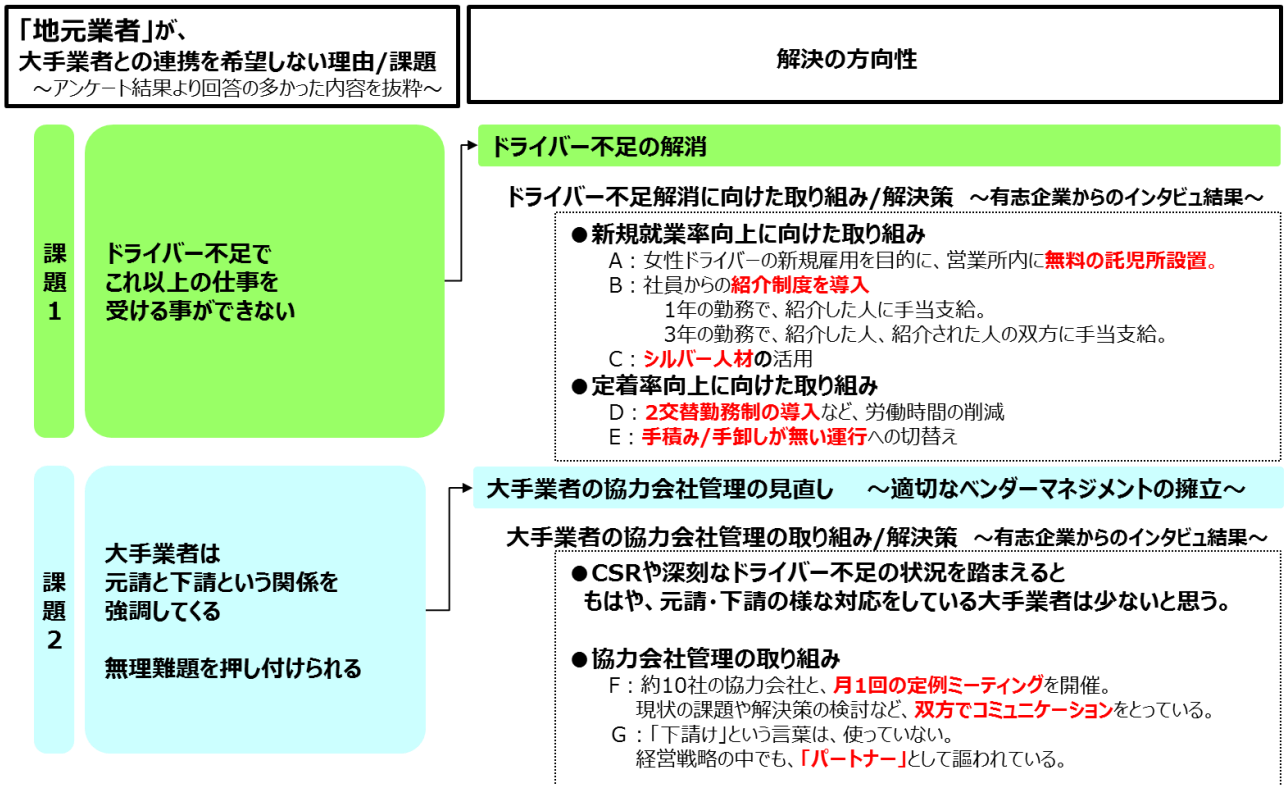 「地元業者」が、
大手業者との連携を希望しない理由/課題
～アンケート結果より回答の多かった内容を抜粋～
解決の方向性
課題1
ドライバー不足で
これ以上の仕事を
受ける事ができない
ドライバー不足の解消
ドライバー不足解消に向けた取り組み/解決策 ～有志企業からのインタビュ結果～
●新規就業率向上に向けた取り組み
A：女性ドライバーの新規雇用を目的に、営業所内に無料の託児所設置。
B：社員からの紹介制度を導入
1年の勤務で、紹介した人に手当支給。
3年の勤務で、紹介した人、紹介された人の双方に手当支給。
C：シルバー人材の活用
●定着率向上に向けた取り組み
D：2交替勤務制の導入など、労働時間の削減
E：手積み/手卸しが無い運行への切替え
課題2
大手業者は
元請と下請という関係を
強調してくる
無理難題を押し付けられる
大手業者の協力会社管理の見直し ～適切なベンダーマネジメントの擁立～
大手業者の協力会社管理の取り組み/解決策 ～有志企業からのインタビュ結果～
●CSRや深刻なドライバー不足の状況を踏まえると
もはや、元請・下請の様な対応をしている大手業者は少ないと思う。
●協力会社管理の取り組み
F：約10社の協力会社と、月1回の定例ミーティングを開催。
現状の課題や解決策の検討など、双方でコミュニケーションをとっている。
G：「下請け」という言葉は、使っていない。
経営戦略の中でも、「パートナー」として謳われている。